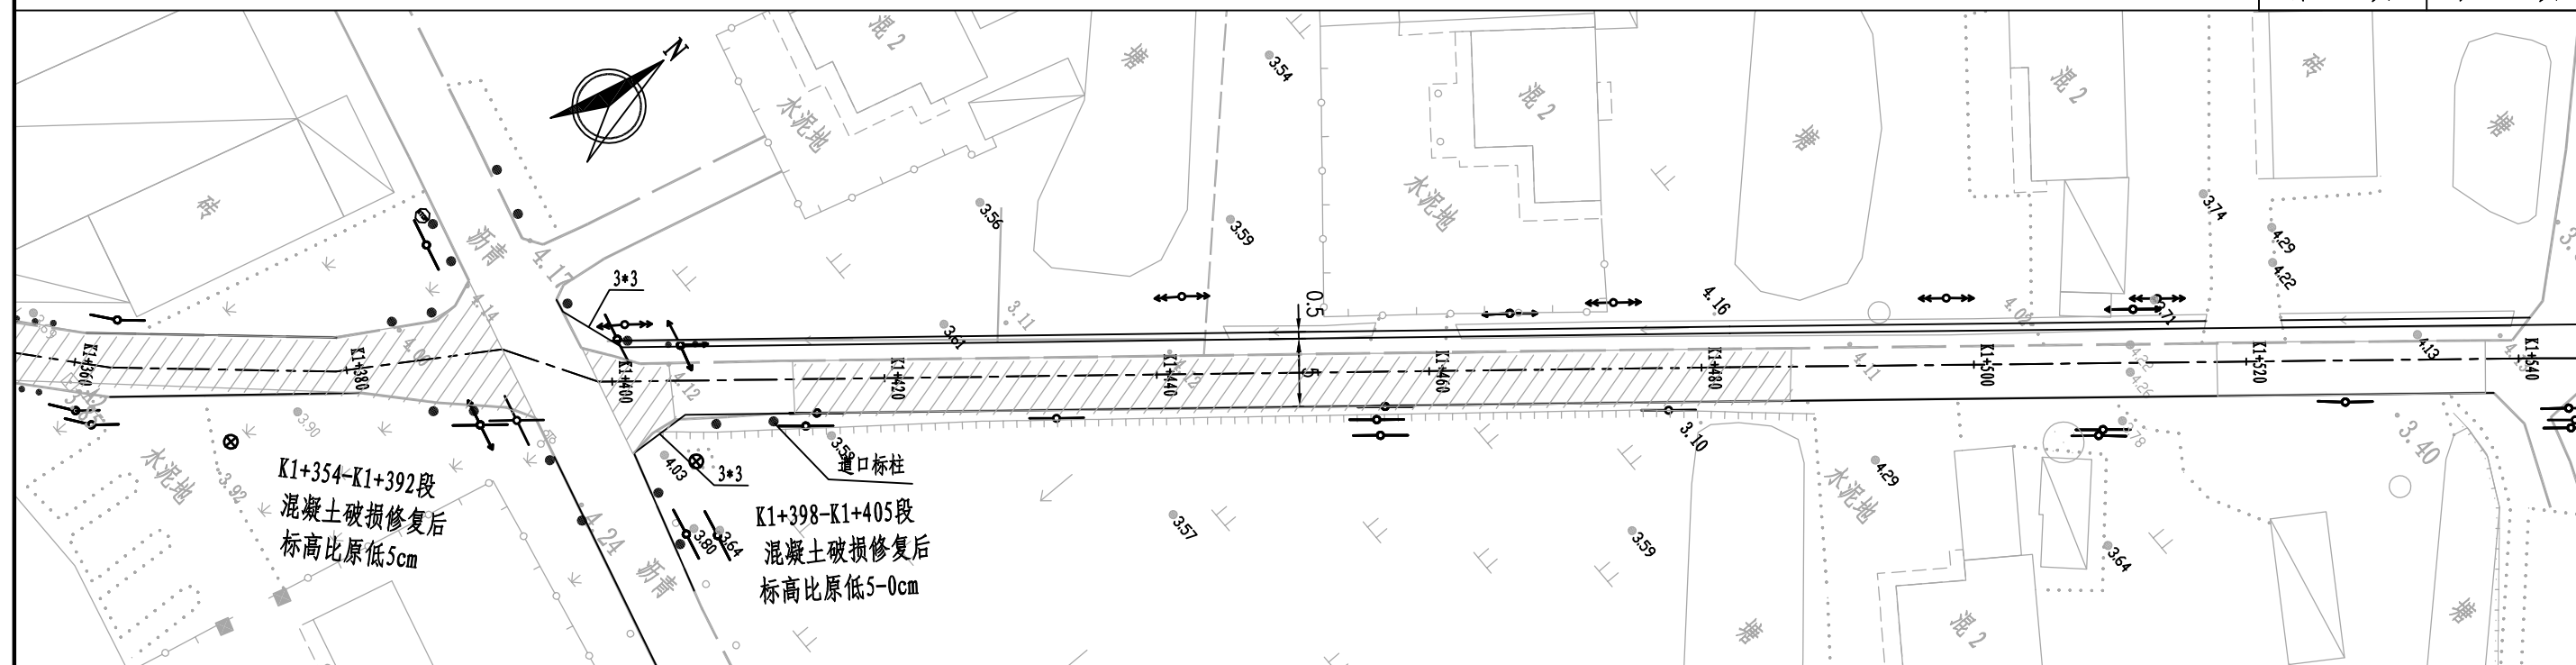 N
混 2
塘
3.54
混 2
塘
混 2
砖
塘
水泥地
水泥地
砖
沥青
3.56
3.59
3.74
4.29
4.22
4.17
3*3
4.14
3.11
3.61
0.5
4.16
3.71
4.13
K1+360
K1+380
4.00
K1+400
4.12
K1+420
K1+440
5
K1+460
K1+480
4.11
K1+500
4.22
4.26
K1+520
K1+540
水泥地
3.92
3.90
4.03
3*3
3.58
道口标柱
3.10
水泥地
4.29
3.78
3.40
K1+354-K1+392段
混凝土破损修复后
标高比原低5cm
4.24
沥青
3.80
3.64
K1+398-K1+405段
混凝土破损修复后
标高比原低5-0cm
3.57
3.59
3.64
塘
混 2
塘